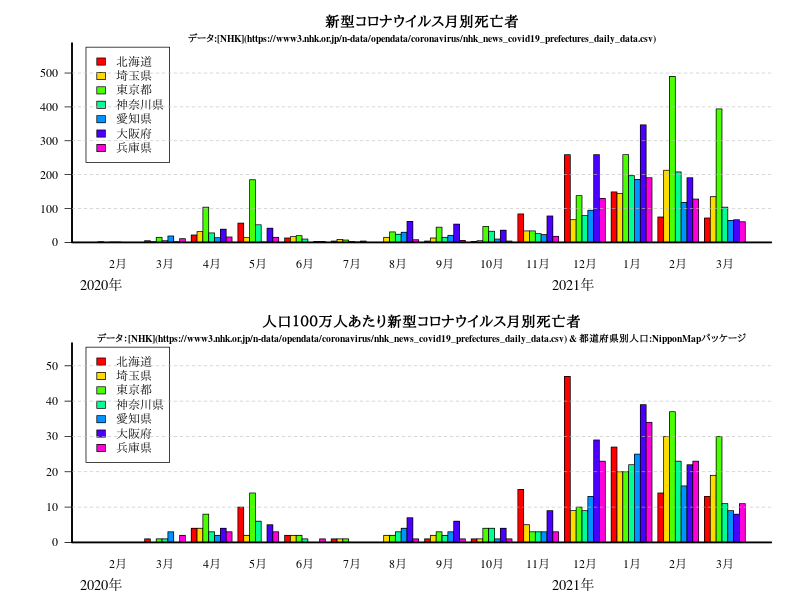 新型コロナウイルス月別死亡者
データ:[NHK](https://www3.nhk.or.jp/n-data/opendata/coronavirus/nhk_news_covid19_prefectures_daily_data.csv)
北海道
埼玉県
東京都
神奈川県
愛知県
大阪府
兵庫県
500
400
300
200
100
0
2月 3月 4月 5月 6月 7月 8月 9月 10月 11月 12月 1月 2月 3月
2020年 2021年
人口100万人あたり新型コロナウイルス月別死亡者
データ:[NHK](https://www3.nhk.or.jp/n-data/opendata/coronavirus/nhk_news_covid19_prefectures_daily_data.csv) & 都道府県別人口:NipponMapパッケージ
北海道
埼玉県
東京都
神奈川県
愛知県
大阪府
兵庫県
50
40
30
20
10
0
2月 3月 4月 5月 6月 7月 8月 9月 10月 11月 12月 1月 2月 3月
2020年 2021年